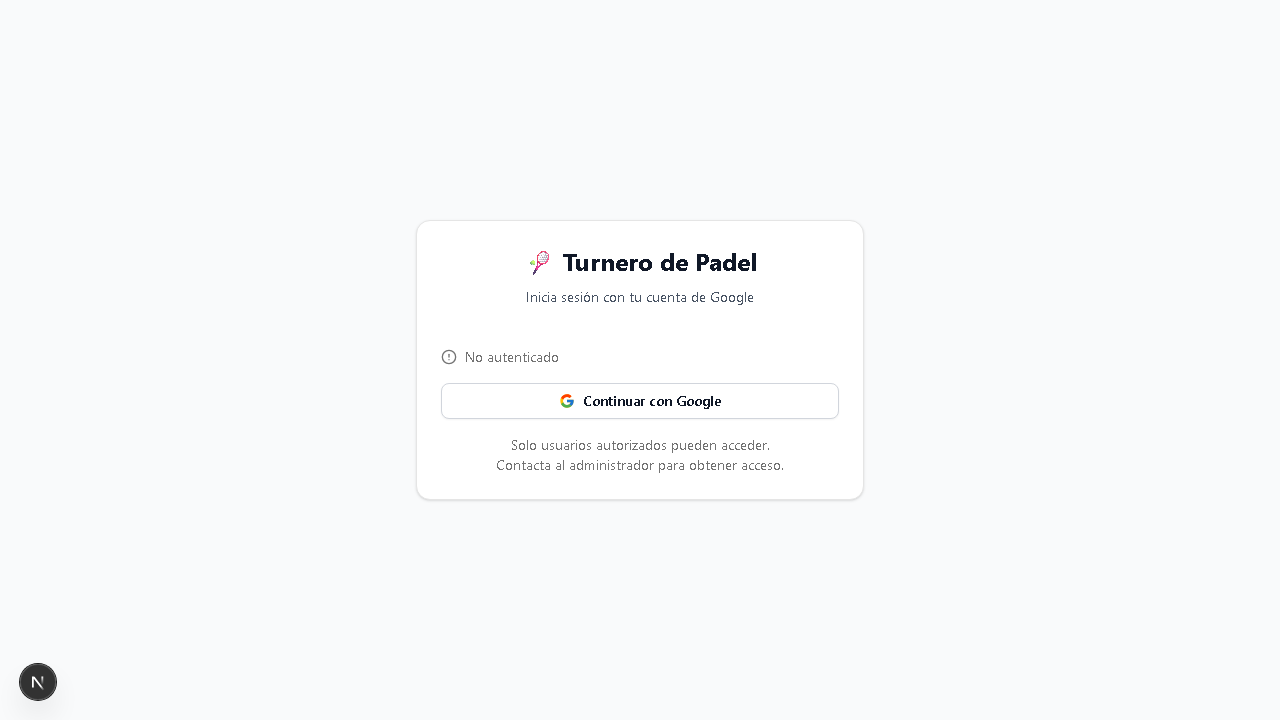 Turnero de Padel
Inicia sesión con tu cuenta de Google
No autenticado
Continuar con Google
Solo usuarios autorizados pueden acceder.
Contacta al administrador para obtener acceso.
N